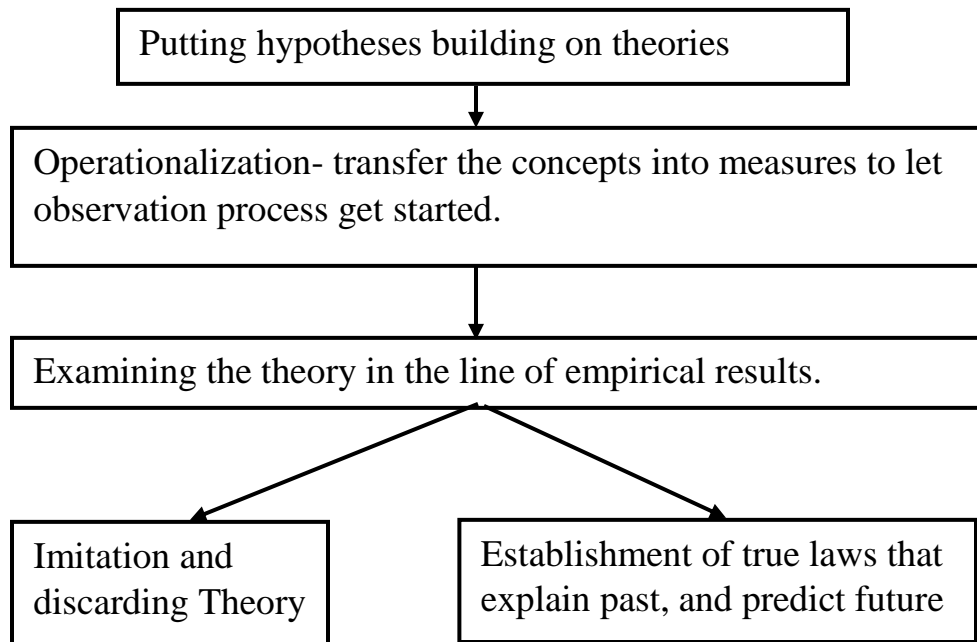 Putting hypotheses building on theories
Operationalization- transfer the concepts into measures to let
observation process get started.
Examining the theory in the line of empirical results.
Imitation and
discarding Theory
Establishment of true laws that
explain past, and predict future